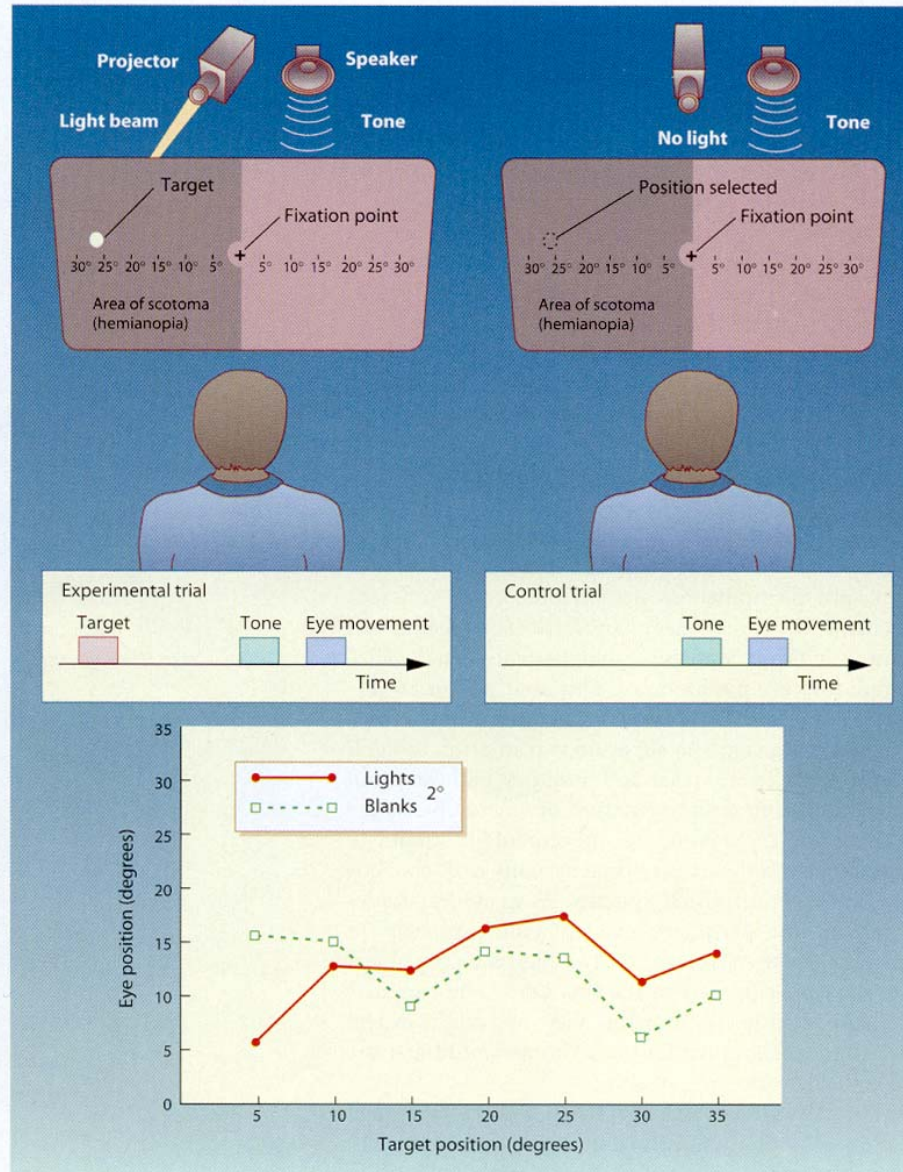 Projector
Speaker
Light beam
Tone
Target
Fixation point
30° 25° 20° 15° 10° 5° + 5° 10° 15° 20° 25° 30°
Area of scotoma
(hemianopia)
No light
Tone
Position selected
Fixation point
30° 25° 20° 15° 10° 5° + 5° 10° 15° 20° 25° 30°
Area of scotoma
(hemianopia)
Experimental trial
Target Tone Eye movement
Time
Control trial
Tone Eye movement
Time
35
30
25
20
15
10
5
0
Eye position (degrees)
Lights
Blanks
2°
5 10 15 20 25 30 35
Target position (degrees)